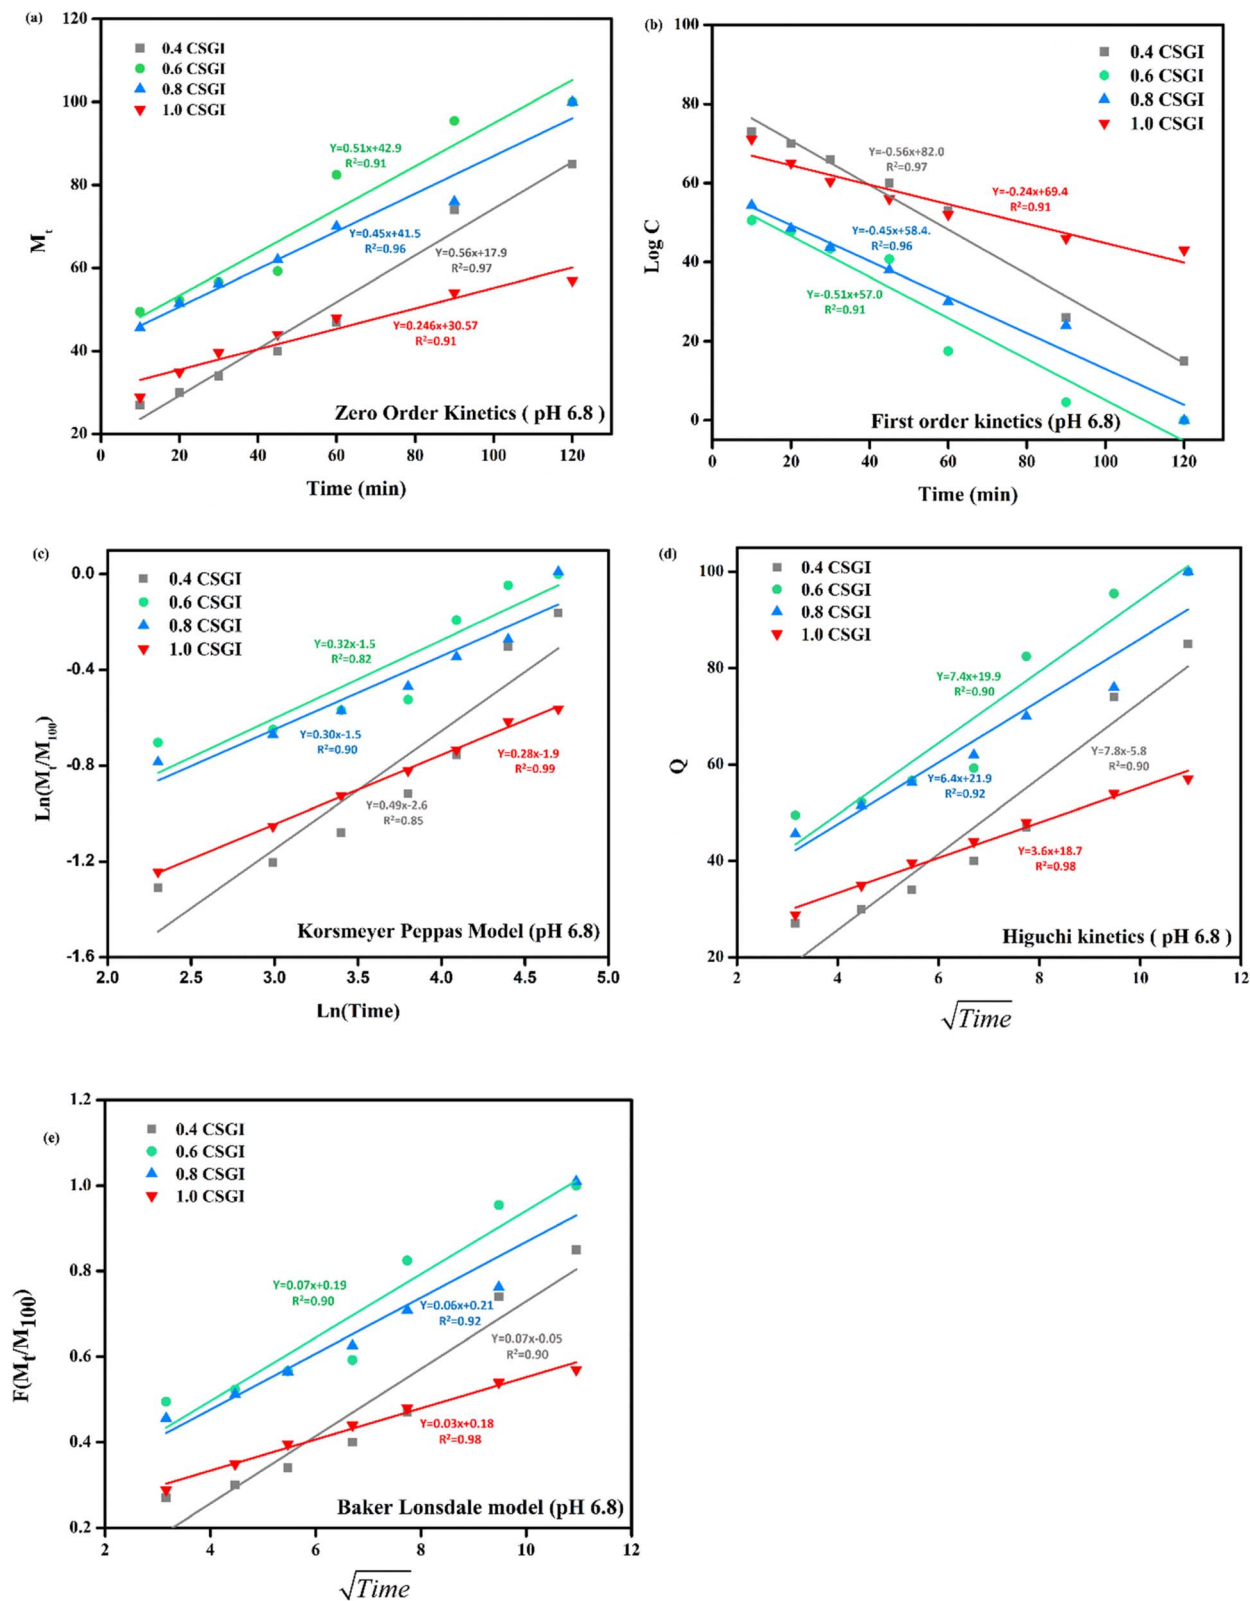 (a)
120
100
80
60
40
20
M_t
0.4 CSGI
0.6 CSGI
0.8 CSGI
1.0 CSGI
Y=0.51x+42.9
R²=0.91
Y=0.45x+41.5
R²=0.96
Y=0.56x+17.9
R²=0.97
Y=0.246x+30.57
R²=0.91
Zero Order Kinetics ( pH 6.8 )
0 20 40 60 80 100 120
Time (min)
(b)
100
80
60
40
20
0
Log C
0.4 CSGI
0.6 CSGI
0.8 CSGI
1.0 CSGI
Y=-0.56x+82.0
R²=0.97
Y=-0.24x+69.4
R²=0.91
Y=-0.45x+58.4.
R²=0.96
Y=-0.51x+57.0
R²=0.91
First order kinetics (pH 6.8)
0 20 40 60 80 100 120
Time (min)
(c)
0.0
-0.4
-0.8
-1.2
-1.6
Ln(M_t/M_100)
0.4 CSGI
0.6 CSGI
0.8 CSGI
1.0 CSGI
Y=0.32x-1.5
R²=0.82
Y=0.30x-1.5
R²=0.90
Y=0.28x-1.9
R²=0.99
Y=0.49x-2.6
R²=0.85
Korsmeyer Peppas Model (pH 6.8)
2.0 2.5 3.0 3.5 4.0 4.5 5.0
Ln(Time)
(d)
100
80
60
40
20
Q
0.4 CSGI
0.6 CSGI
0.8 CSGI
1.0 CSGI
Y=7.4x+19.9
R²=0.90
Y=7.8x-5.8
R²=0.90
Y=6.4x+21.9
R²=0.92
Y=3.6x+18.7
R²=0.98
Higuchi kinetics ( pH 6.8 )
2 4 6 8 10 12
√Time
(e)
1.2
1.0
0.8
0.6
0.4
0.2
F(Mt/M100)
0.4 CSGI
0.6 CSGI
0.8 CSGI
1.0 CSGI
Y=0.07x+0.19
R²=0.90
Y=0.06x+0.21
R²=0.92
Y=0.07x-0.05
R²=0.90
Y=0.03x+0.18
R²=0.98
Baker Lonsdale model (pH 6.8)
2 4 6 8 10 12
√Time